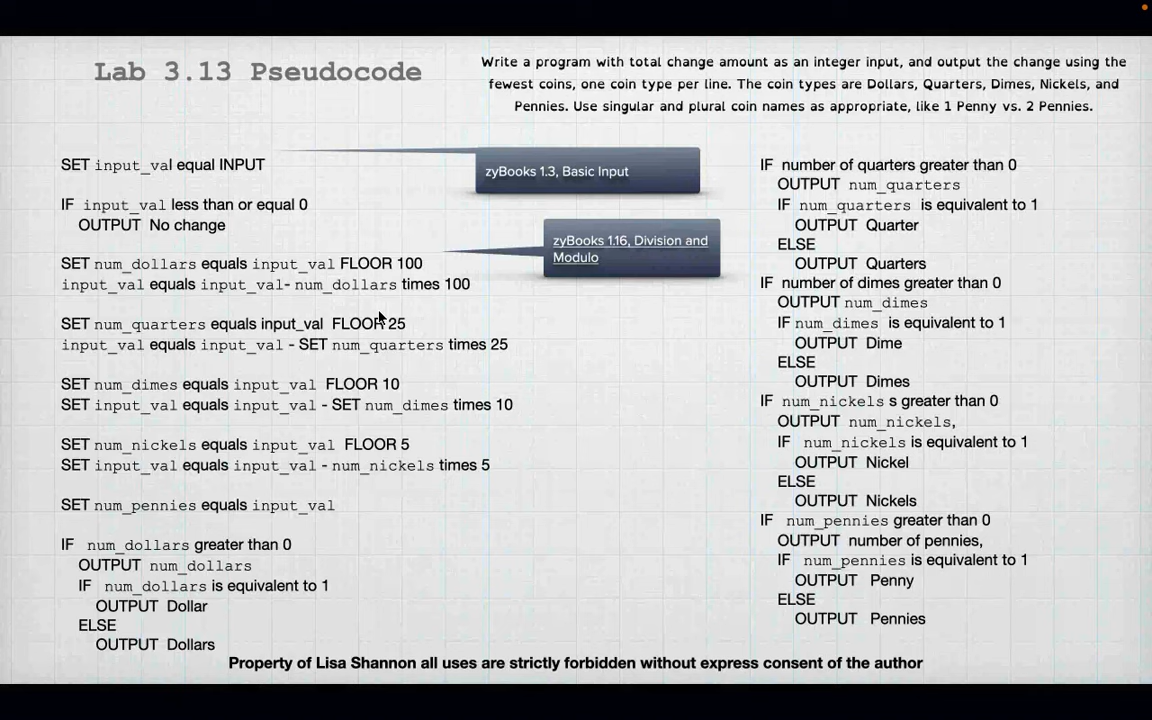 Lab 3.13 Pseudocode
Write a program with total change amount as an integer input, and output the change using the
fewest coins, one coin type per line. The coin types are Dollars, Quarters, Dimes, Nickels, and
Pennies. Use singular and plural coin names as appropriate, like 1 Penny vs. 2 Pennies.
SET input_val equal INPUT
IF input_val less than or equal 0
OUTPUT No change
SET num_dollars equals input_val FLOOR 100
input_val equals input_val- num_dollars times 100
SET num_quarters equals input_val FLOOR 25
input_val equals input_val - SET num_quarters times 25
SET num_dimes equals input_val FLOOR 10
SET input_val equals input_val - SET num_dimes times 10
SET num_nickels equals input_val FLOOR 5
SET input_val equals input_val - num_nickels times 5
SET num_pennies equals input_val
IF num_dollars greater than 0
OUTPUT num_dollars
IF num_dollars is equivalent to 1
OUTPUT Dollar
ELSE
OUTPUT Dollars
zyBooks 1.3, Basic Input
zyBooks 1.16, Division and
Modulo
IF number of quarters greater than 0
OUTPUT num_quarters
IF num_quarters is equivalent to 1
OUTPUT Quarter
ELSE
OUTPUT Quarters
IF number of dimes greater than 0
OUTPUT num_dimes
IF num_dimes is equivalent to 1
OUTPUT Dime
ELSE
OUTPUT Dimes
IF num_nickels s greater than 0
OUTPUT num_nickels,
IF num_nickels is equivalent to 1
OUTPUT Nickel
ELSE
OUTPUT Nickels
IF num_pennies greater than 0
OUTPUT number of pennies,
IF num_pennies is equivalent to 1
OUTPUT Penny
ELSE
OUTPUT Pennies
Property of Lisa Shannon all uses are strictly forbidden without express consent of the author